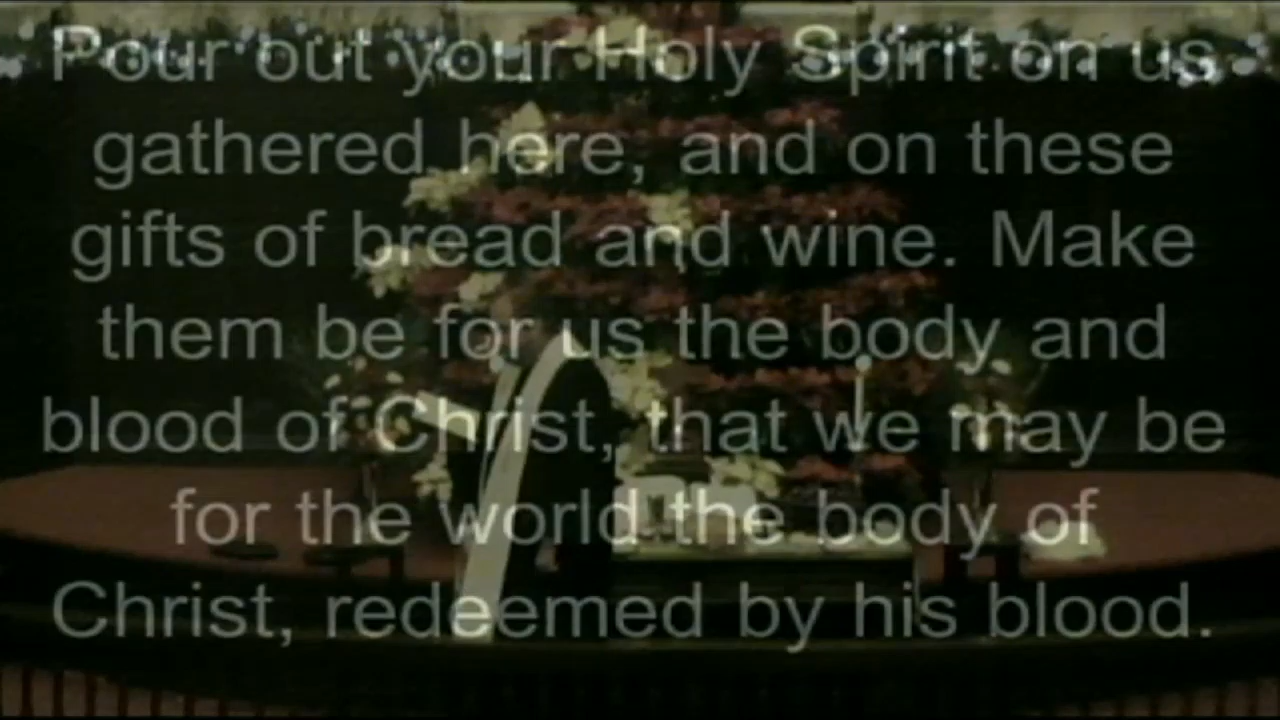 Pour out your Holy Spirit on us
gathered here, and on these
gifts of bread and wine. Make
them be for us the body and
blood of Christ, that we may be
for the world the body of
Christ, redeemed by his blood.